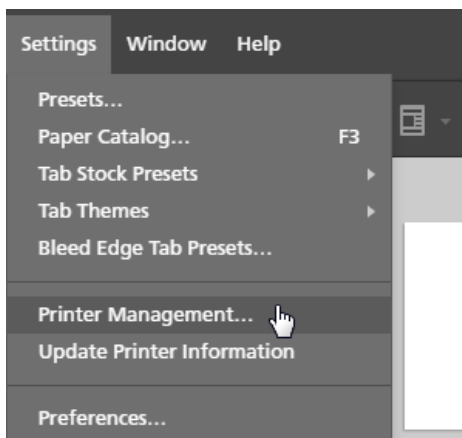 Settings Window Help
Presets...
Paper Catalog... F3
Tab Stock Presets
Tab Themes
Bleed Edge Tab Presets...
Printer Management...
Update Printer Information
Preferences...